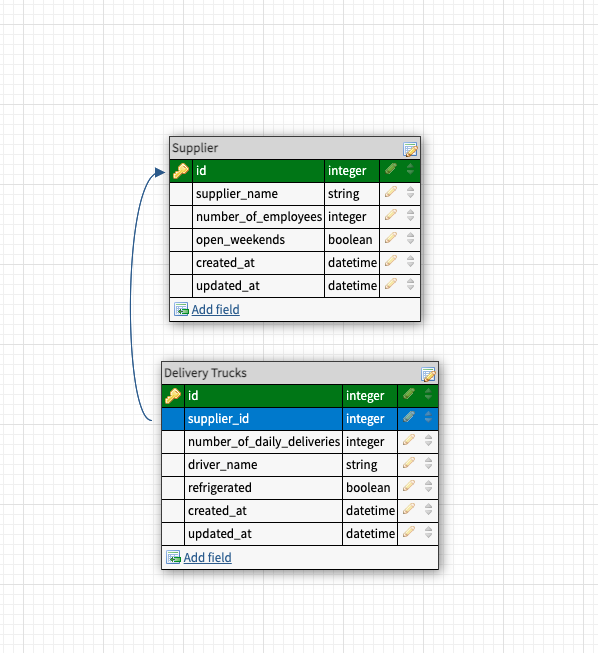 Supplier
id integer
supplier_name string
number_of_employees integer
open_weekends boolean
created_at datetime
updated_at datetime
Add field
Delivery Trucks
id integer
supplier_id integer
number_of_daily_deliveries integer
driver_name string
refrigerated boolean
created_at datetime
updated_at datetime
Add field